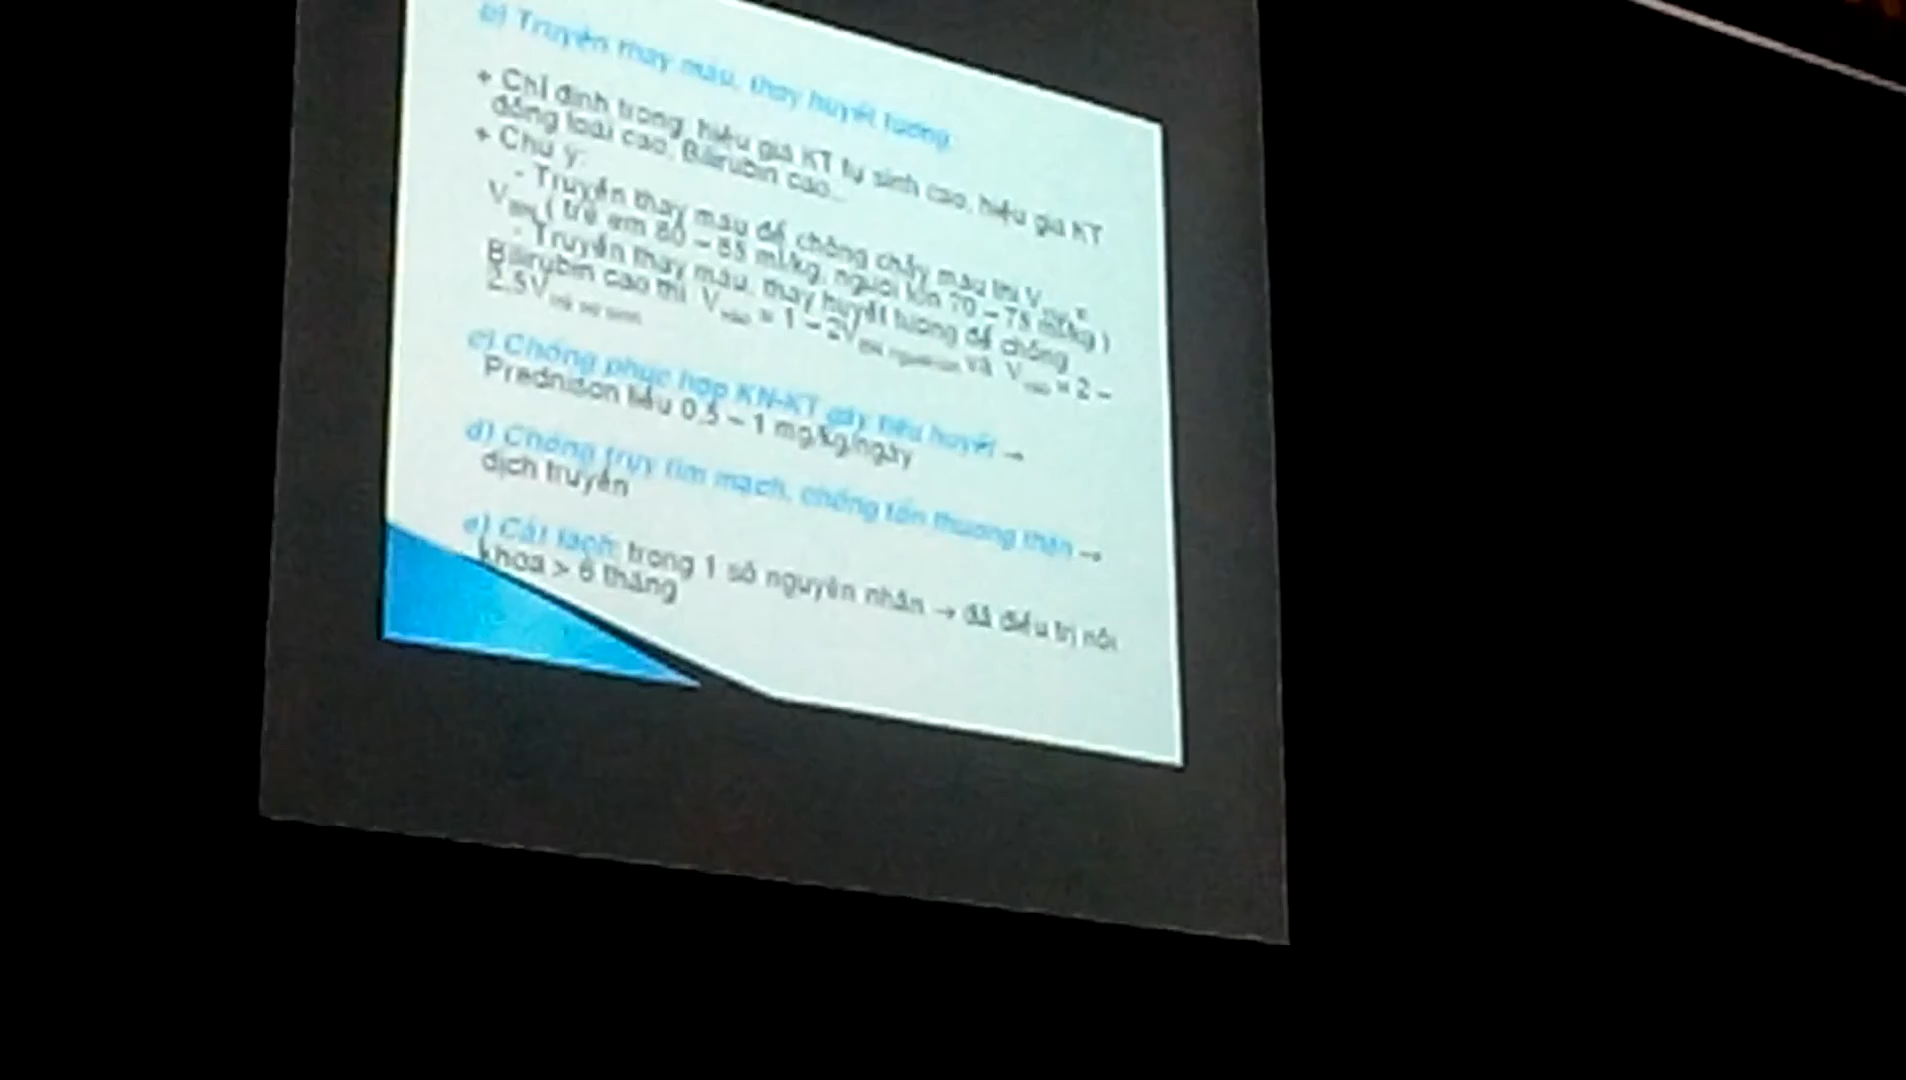 b) Truyền thay máu, thay huyết tương:
+ Chỉ định trong: hiệu giá KT tự sinh cao, hiệu giá KT
đồng loài cao, Bilirubin cao...
+ Chú ý:
- Truyền thay máu để chống chảy máu thì V =
V BN ( trẻ em 80 – 85 ml/kg, người lớn 70 – 75 ml/kg )
- Truyền thay máu, thay huyết tương để chống
Bilirubin cao thì V = 1 – 2V và V = 2 –
2,5V
c) Chống phức hợp KN-KT gây tiêu huyết →
Prednison liều 0,5 – 1 mg/kg/ngày
d) Chống trụy tim mạch, chống tổn thương thận →
dịch truyền
e) Cắt lách: trong 1 số nguyên nhân → đã điều trị nội
khoa > 6 tháng